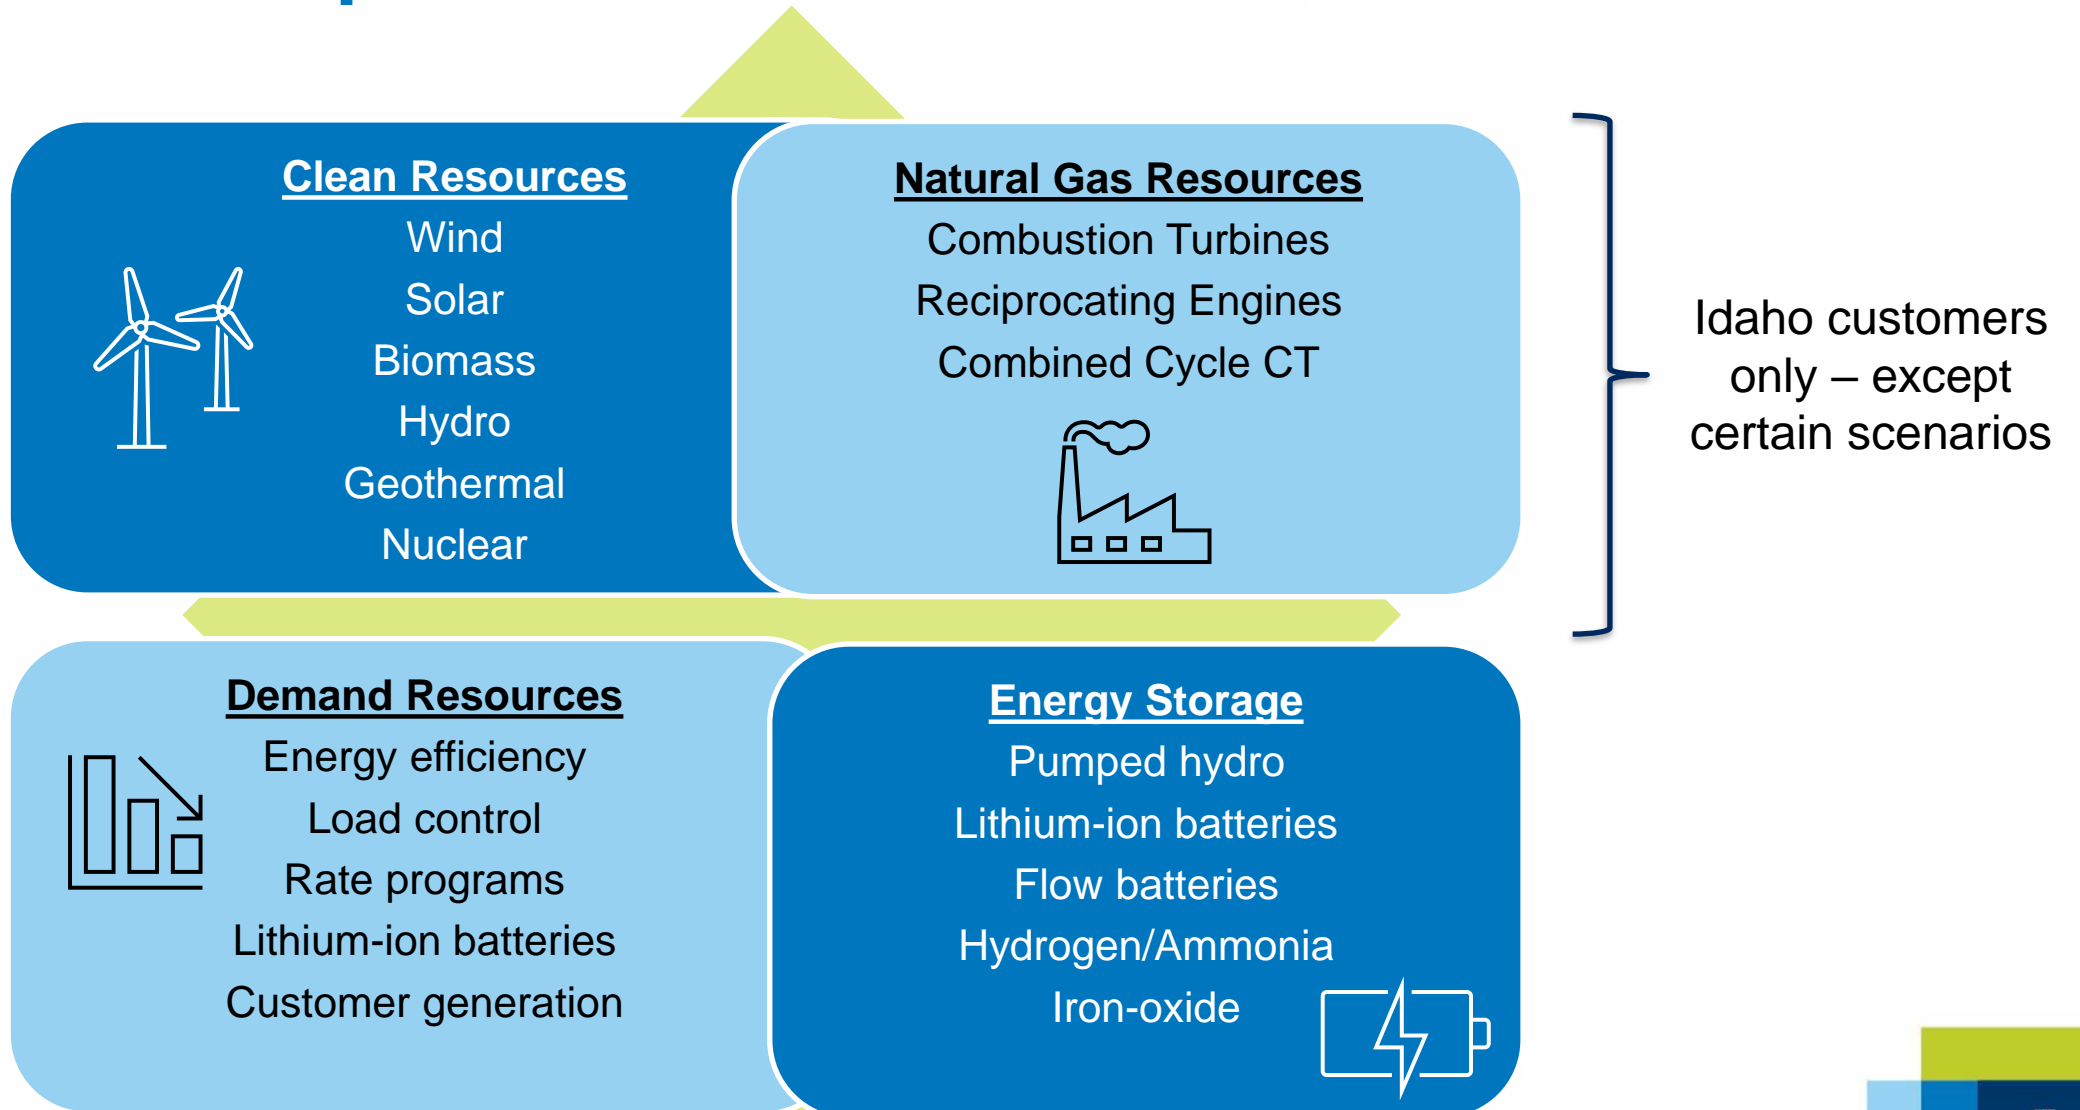 Clean Resources
Wind
Solar
Biomass
Hydro
Geothermal
Nuclear
Natural Gas Resources
Combustion Turbines
Reciprocating Engines
Combined Cycle CT
Idaho customers
only – except
certain scenarios
Demand Resources
Energy efficiency
Load control
Rate programs
Lithium-ion batteries
Customer generation
Energy Storage
Pumped hydro
Lithium-ion batteries
Flow batteries
Hydrogen/Ammonia
Iron-oxide